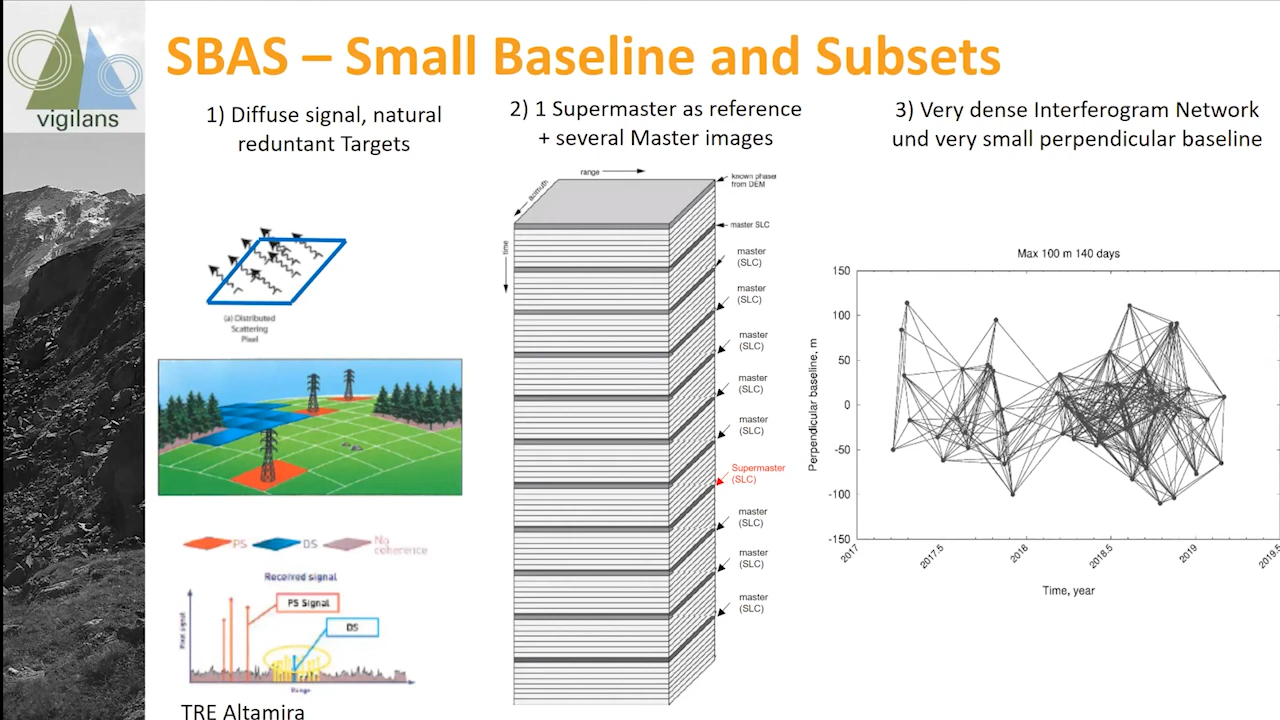 vigilans
SBAS – Small Baseline and Subsets
1) Diffuse signal, natural
reduntant Targets
(a) Distributed
Scattering
Pixel
PS
DS
No
coherence
Received signal
PS Signal
DS
Pixel signal
Range
TRE Altamira
2) 1 Supermaster as reference
+ several Master images
range
azimuth
time
known phaser
from DEM
master SLC
master
(SLC)
master
(SLC)
master
(SLC)
master
(SLC)
master
(SLC)
Supermaster
(SLC)
master
(SLC)
master
(SLC)
master
(SLC)
3) Very dense Interferogram Network
und very small perpendicular baseline
Max 100 m 140 days
Perpendicular baseline, m
150
100
50
0
-50
-100
-150
2017
2017.5
2018
2018.5
2019
2019.5
Time, year